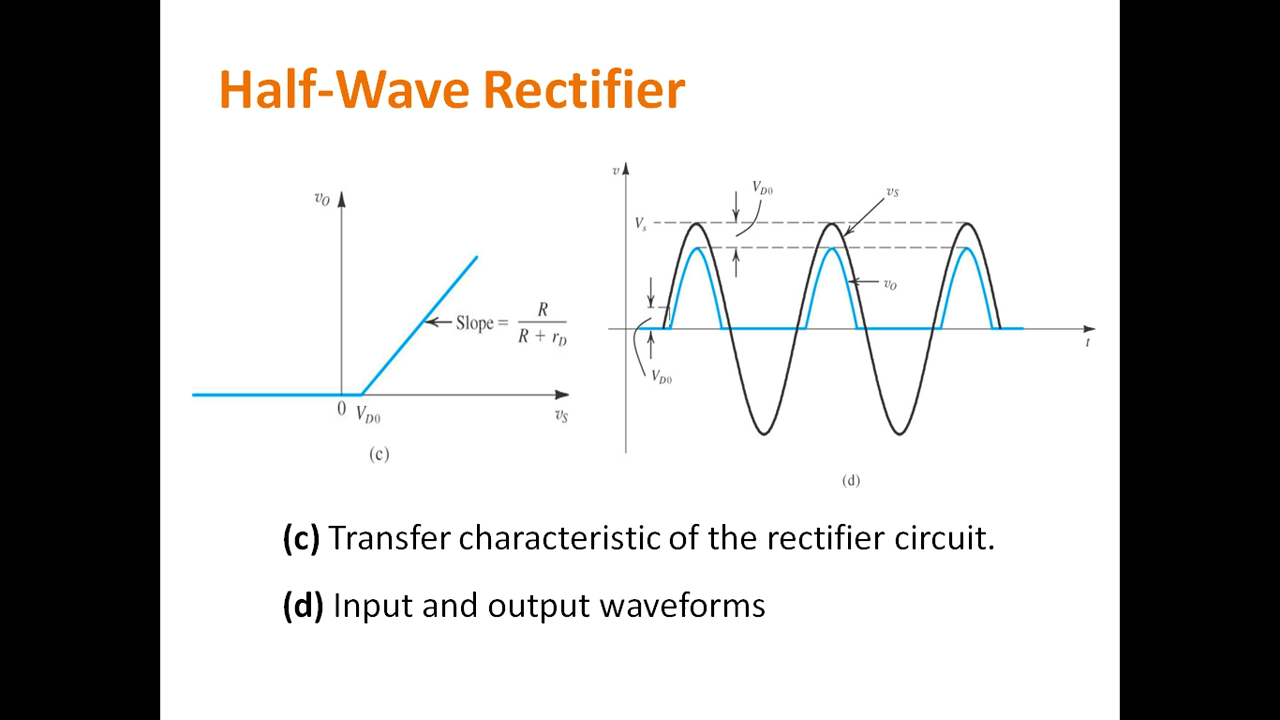 Half-Wave Rectifier
v_O
Slope = R / (R + r_D)
0 V_D0
v_S
(c)
v
V_D0
v_S
V_s
v_O
V_D0
t
(d)
(c) Transfer characteristic of the rectifier circuit.
(d) Input and output waveforms